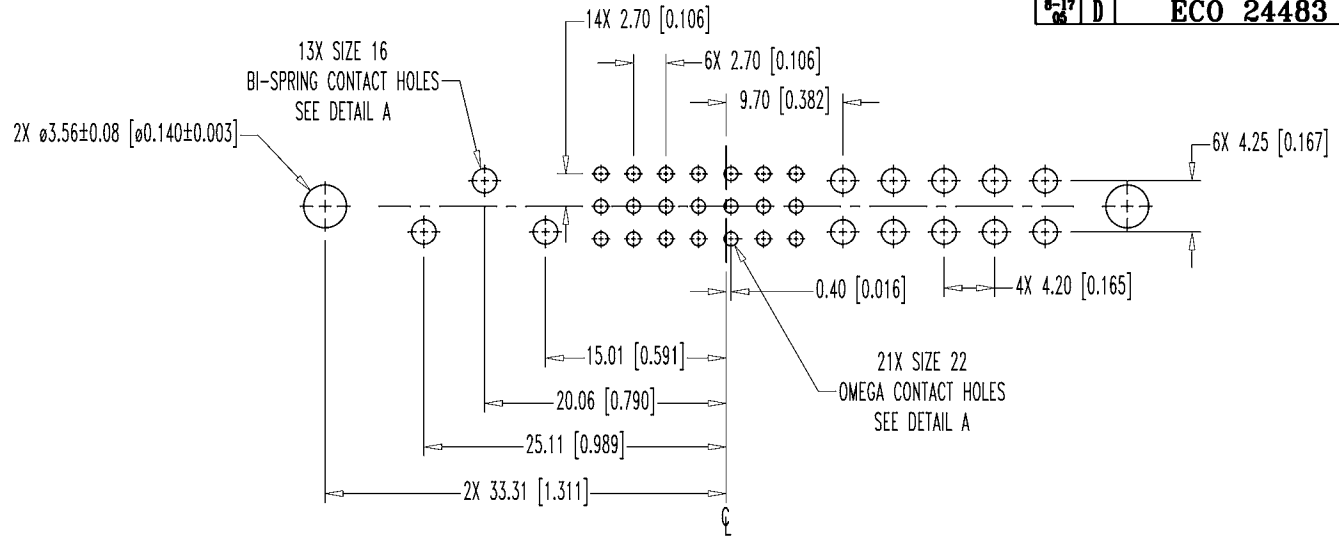 8-17
05 D ECO 24483
14X 2.70 [0.106]
13X SIZE 16
BI-SPRING CONTACT HOLES
SEE DETAIL A
6X 2.70 [0.106]
9.70 [0.382]
2X ø3.56±0.08 [ø0.140±0.003]
6X 4.25 [0.167]
0.40 [0.016]
4X 4.20 [0.165]
15.01 [0.591]
21X SIZE 22
OMEGA CONTACT HOLES
SEE DETAIL A
20.06 [0.790]
25.11 [0.989]
2X 33.31 [1.311]
℄